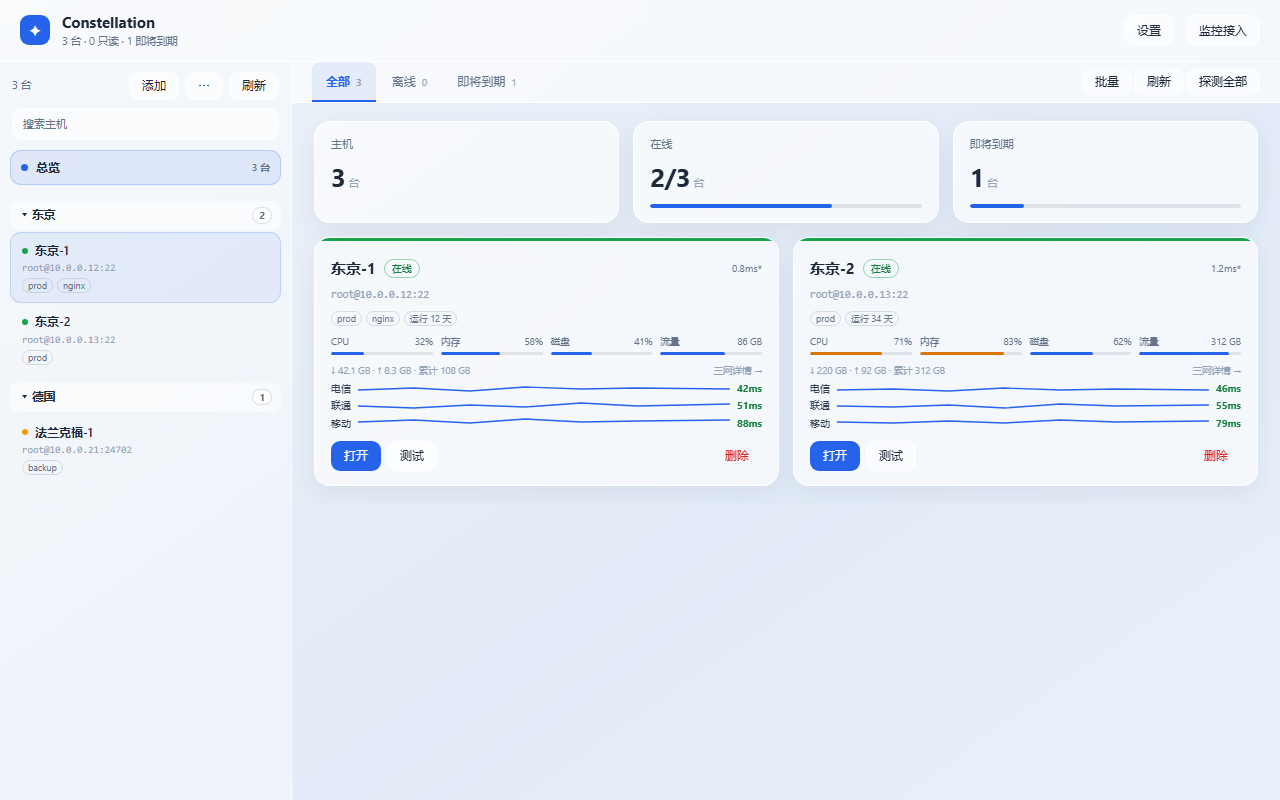 ✦
Constellation
3 台 · 0 只读 · 1 即将到期
设置
监控接入
3 台
添加
···
刷新
搜索主机
总览
3 台
东京
2
东京-1
root@10.0.0.12:22
prod
nginx
东京-2
root@10.0.0.13:22
prod
德国
1
法兰克福-1
root@10.0.0.21:24702
backup
全部 3
离线 0
即将到期 1
批量
刷新
探测全部
主机
3 台
在线
2/3 台
即将到期
1 台
东京-1
在线
0.8ms*
root@10.0.0.12:22
prod
nginx
运行 12 天
CPU 32%
内存 58%
磁盘 41%
流量 86 GB
↓ 42.1 GB · ↑ 8.3 GB · 累计 108 GB
三网详情 →
电信 42ms
联通 51ms
移动 88ms
打开
测试
删除
东京-2
在线
1.2ms*
root@10.0.0.13:22
prod
运行 34 天
CPU 71%
内存 83%
磁盘 62%
流量 312 GB
↓ 220 GB · ↑ 92 GB · 累计 312 GB
三网详情 →
电信 46ms
联通 55ms
移动 79ms
打开
测试
删除